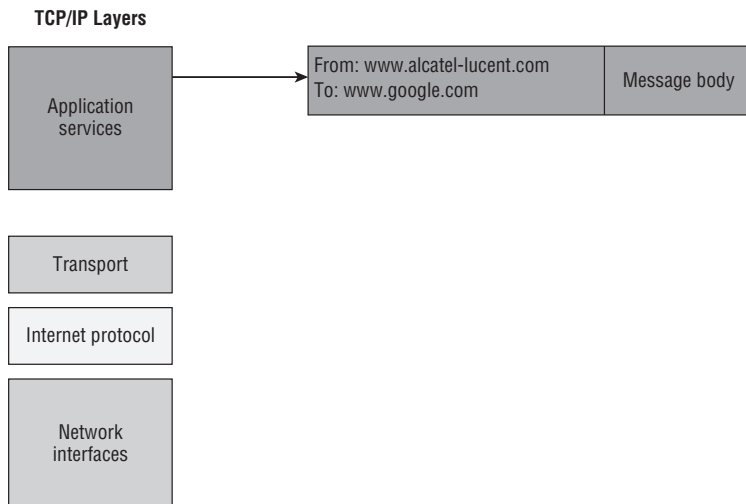 TCP/IP Layers
Application
services
From: www.alcatel-lucent.com
To: www.google.com
Message body
Transport
Internet protocol
Network
interfaces